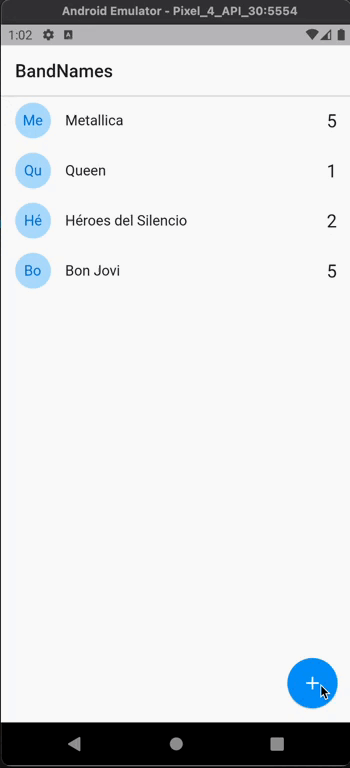 Android Emulator - Pixel_4_API_30:5554
1:02
BandNames
Me Metallica 5
Qu Queen 1
Hé Héroes del Silencio 2
Bo Bon Jovi 5
+